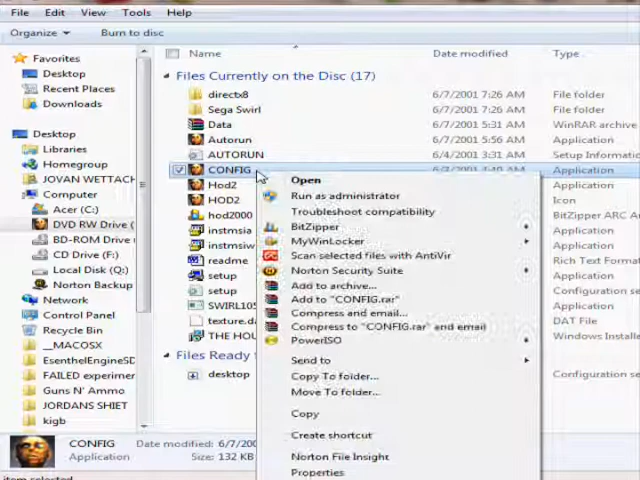 File Edit View Tools Help
Organize Burn to disc
Favorites
Desktop
Recent Places
Downloads
Desktop
Libraries
Homegroup
JOVAN WETTACH
Computer
Acer (C:)
DVD RW Drive (
BD-ROM Drive (
CD Drive (F:)
Local Disk (Q:)
Norton Backup
Network
Control Panel
Recycle Bin
__MACOSX
EsenthelEngineSD
FAILED experimer
Guns N' Ammo
JORDANS SHIET
kigb
Name Date modified Type
Files Currently on the Disc (17)
directx8 6/7/2001 7:26 AM File folder
Sega Swirl 6/7/2001 7:26 AM File folder
Data 6/7/2001 5:31 AM WinRAR archive
Autorun 6/7/2001 5:29 AM Application
AUTORUN 6/4/2001 3:31 AM Setup Informatio
CONFIG Application
Hod2 Application
HOD2 Icon
hod2000 BitZipper ARC A
instmsia Application
instmsiw Application
readme Rich Text Format
setup Application
setup Configuration se
SWIRL105 Application
texture.da DAT File
THE HOU Windows Installe
Files Ready
desktop Configuration se
Open
Run as administrator
Troubleshoot compatibility
BitZipper
MyWinLocker
Scan selected files with AntiVir
Norton Security Suite
Add to archive...
Add to "CONFIG.rar"
Compress and email...
Compress to "CONFIG.rar" and email
PowerISO
Send to
Copy To folder...
Move To folder...
Copy
Create shortcut
Norton File Insight
Properties
CONFIG Date modified: 6/7/200
Application Size: 132 KB